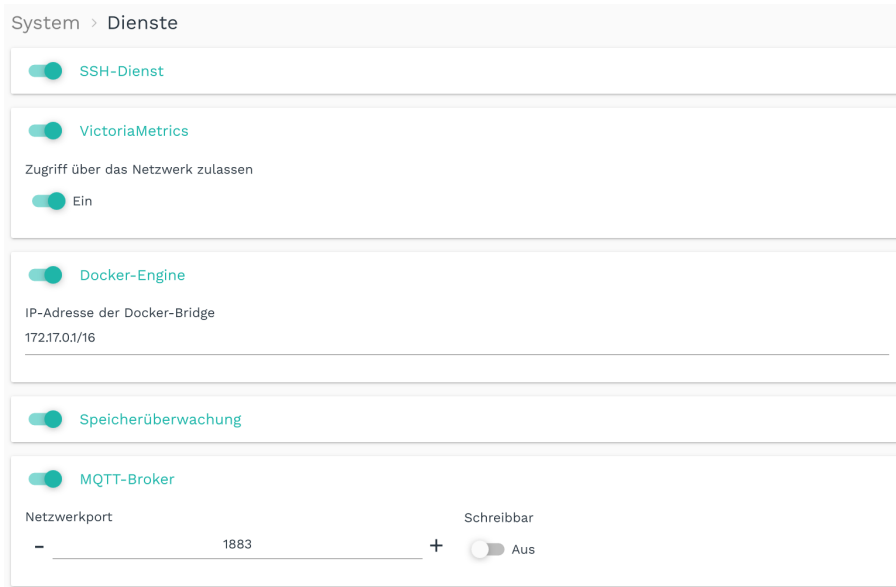 System > Dienste
SSH-Dienst
VictoriaMetrics
Zugriff über das Netzwerk zulassen
Ein
Docker-Engine
IP-Adresse der Docker-Bridge
172.17.0.1/16
Speicherüberwachung
MQTT-Broker
Netzwerkport
Schreibbar
- 1883 +
Aus